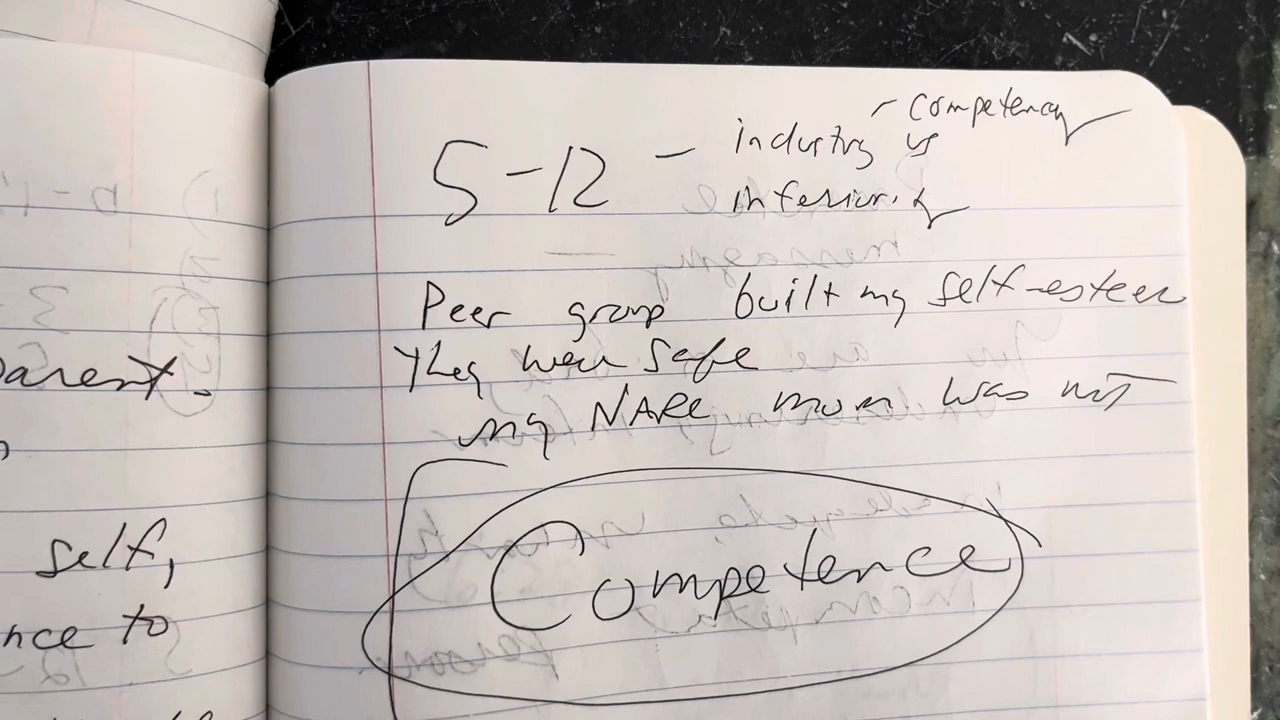 parent.
self,
nce to
- competency
5-12 - industry vs
inferiority
Peer group built my self-esteem
They were safe
my NARC mom was not
Competence